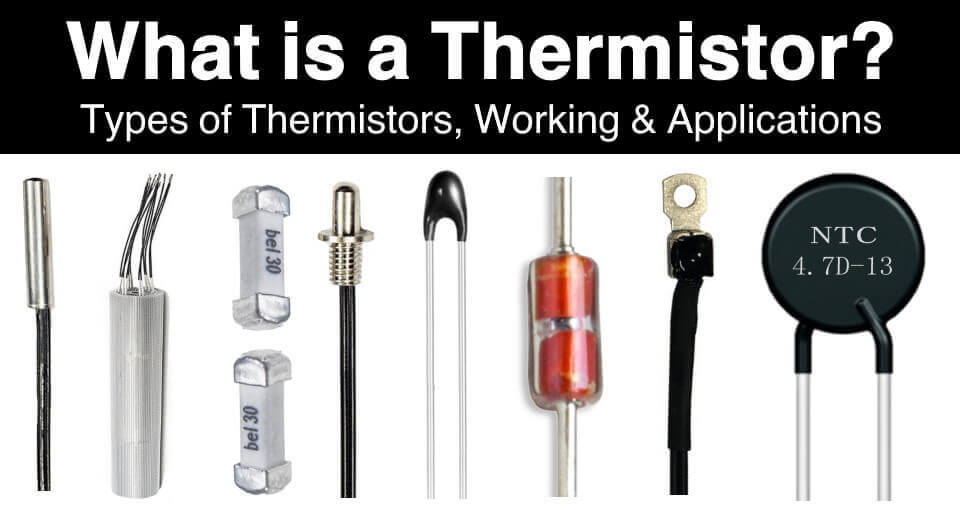 What is a Thermistor?
Types of Thermistors, Working & Applications
bel 30
bel 30
NTC
4.7D-13